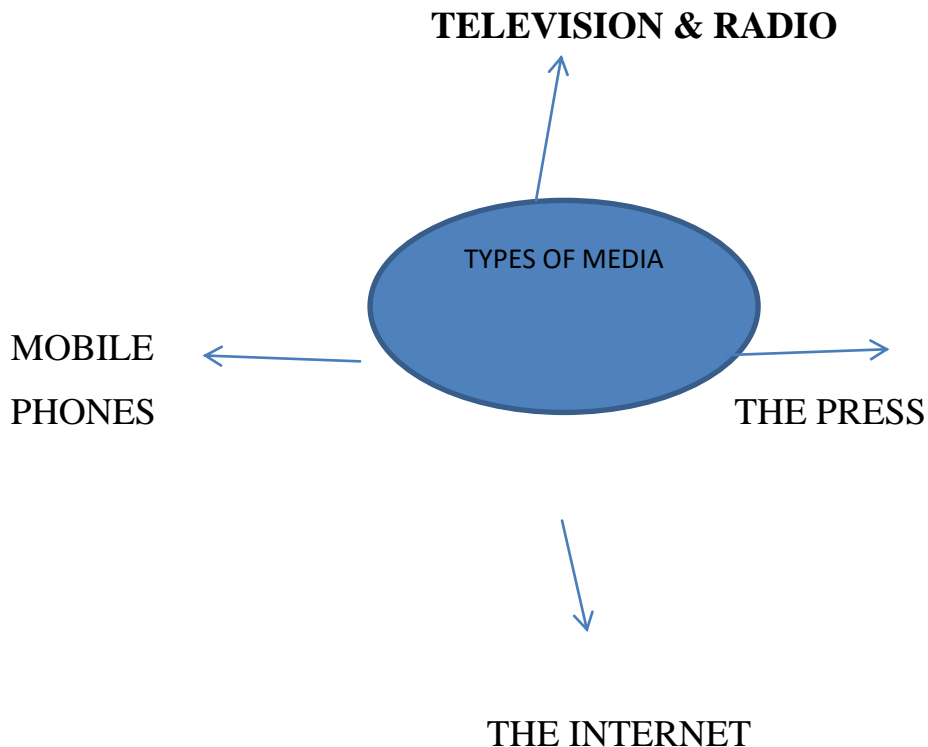 TELEVISION & RADIO
TYPES OF MEDIA
MOBILE
PHONES
THE PRESS
THE INTERNET